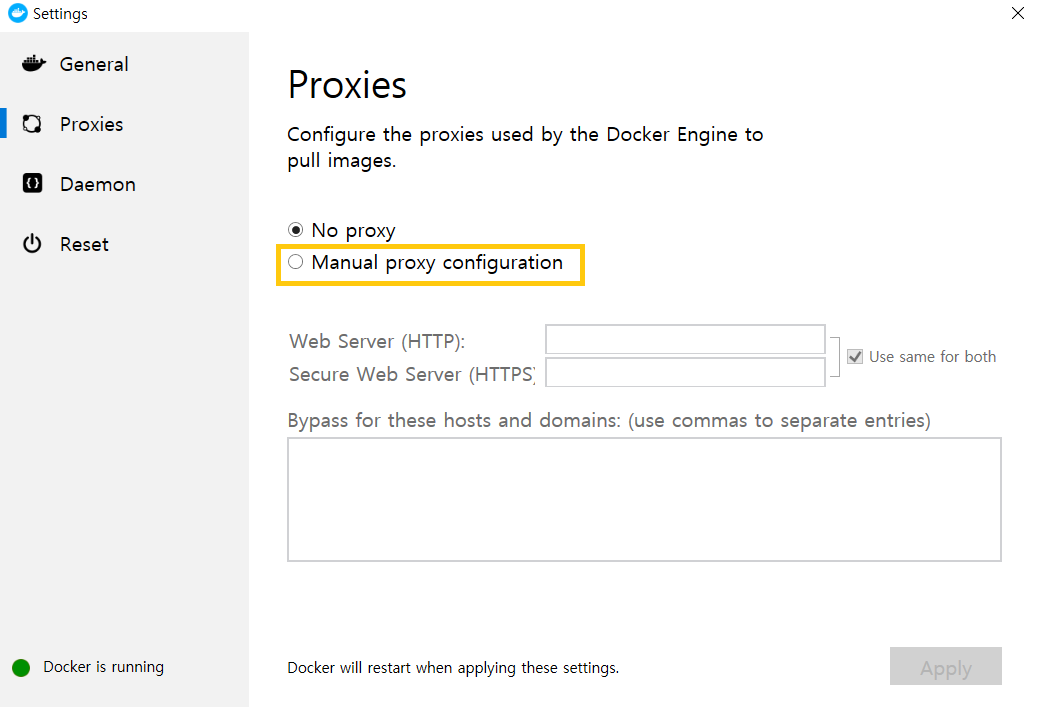 Settings
General
Proxies
Daemon
Reset
Docker is running
Proxies
Configure the proxies used by the Docker Engine to
pull images.
No proxy
Manual proxy configuration
Web Server (HTTP):
Secure Web Server (HTTPS)
Use same for both
Bypass for these hosts and domains: (use commas to separate entries)
Docker will restart when applying these settings.
Apply